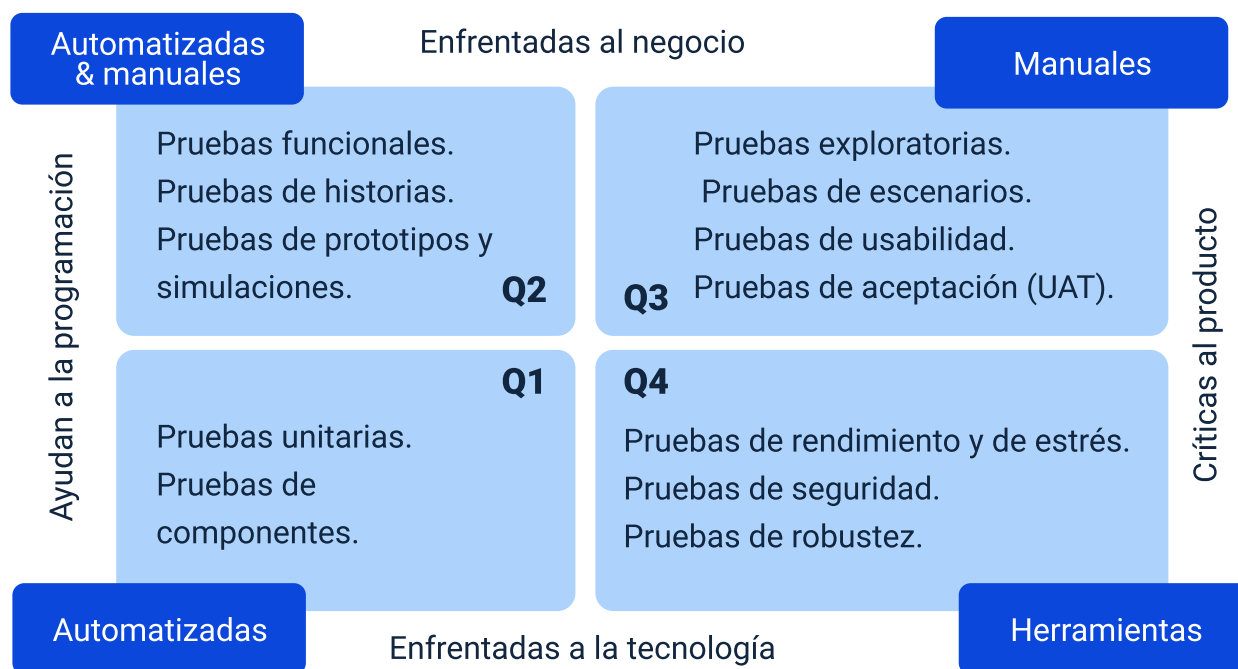 Automatizadas
& manuales
Enfrentadas al negocio
Manuales
Ayudan a la programación
Pruebas funcionales.
Pruebas de historias.
Pruebas de prototipos y
simulaciones.
Q2
Pruebas exploratorias.
Pruebas de escenarios.
Pruebas de usabilidad.
Pruebas de aceptación (UAT).
Q3
Críticas al producto
Q1
Pruebas unitarias.
Pruebas de
componentes.
Q4
Pruebas de rendimiento y de estrés.
Pruebas de seguridad.
Pruebas de robustez.
Automatizadas
Enfrentadas a la tecnología
Herramientas